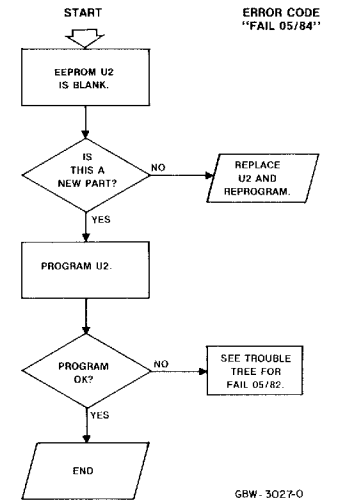 START
ERROR CODE
"FAIL 05/84"
EEPROM U2
IS BLANK.
IS
THIS A
NEW PART?
NO
REPLACE
U2 AND
REPROGRAM.
YES
PROGRAM U2.
PROGRAM
OK?
NO
SEE TROUBLE
TREE FOR
FAIL 05/82.
YES
END
GBW-3027-0